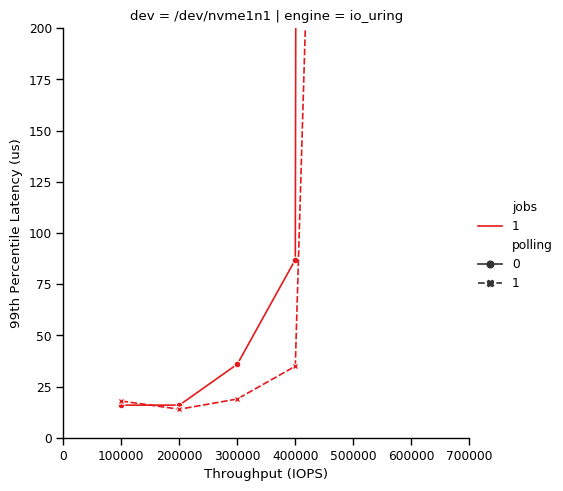 dev = /dev/nvme1n1 | engine = io_uring
200
175
150
125
100
75
50
25
0
99th Percentile Latency (us)
0 100000 200000 300000 400000 500000 600000 700000
Throughput (IOPS)
jobs
1
polling
0
1